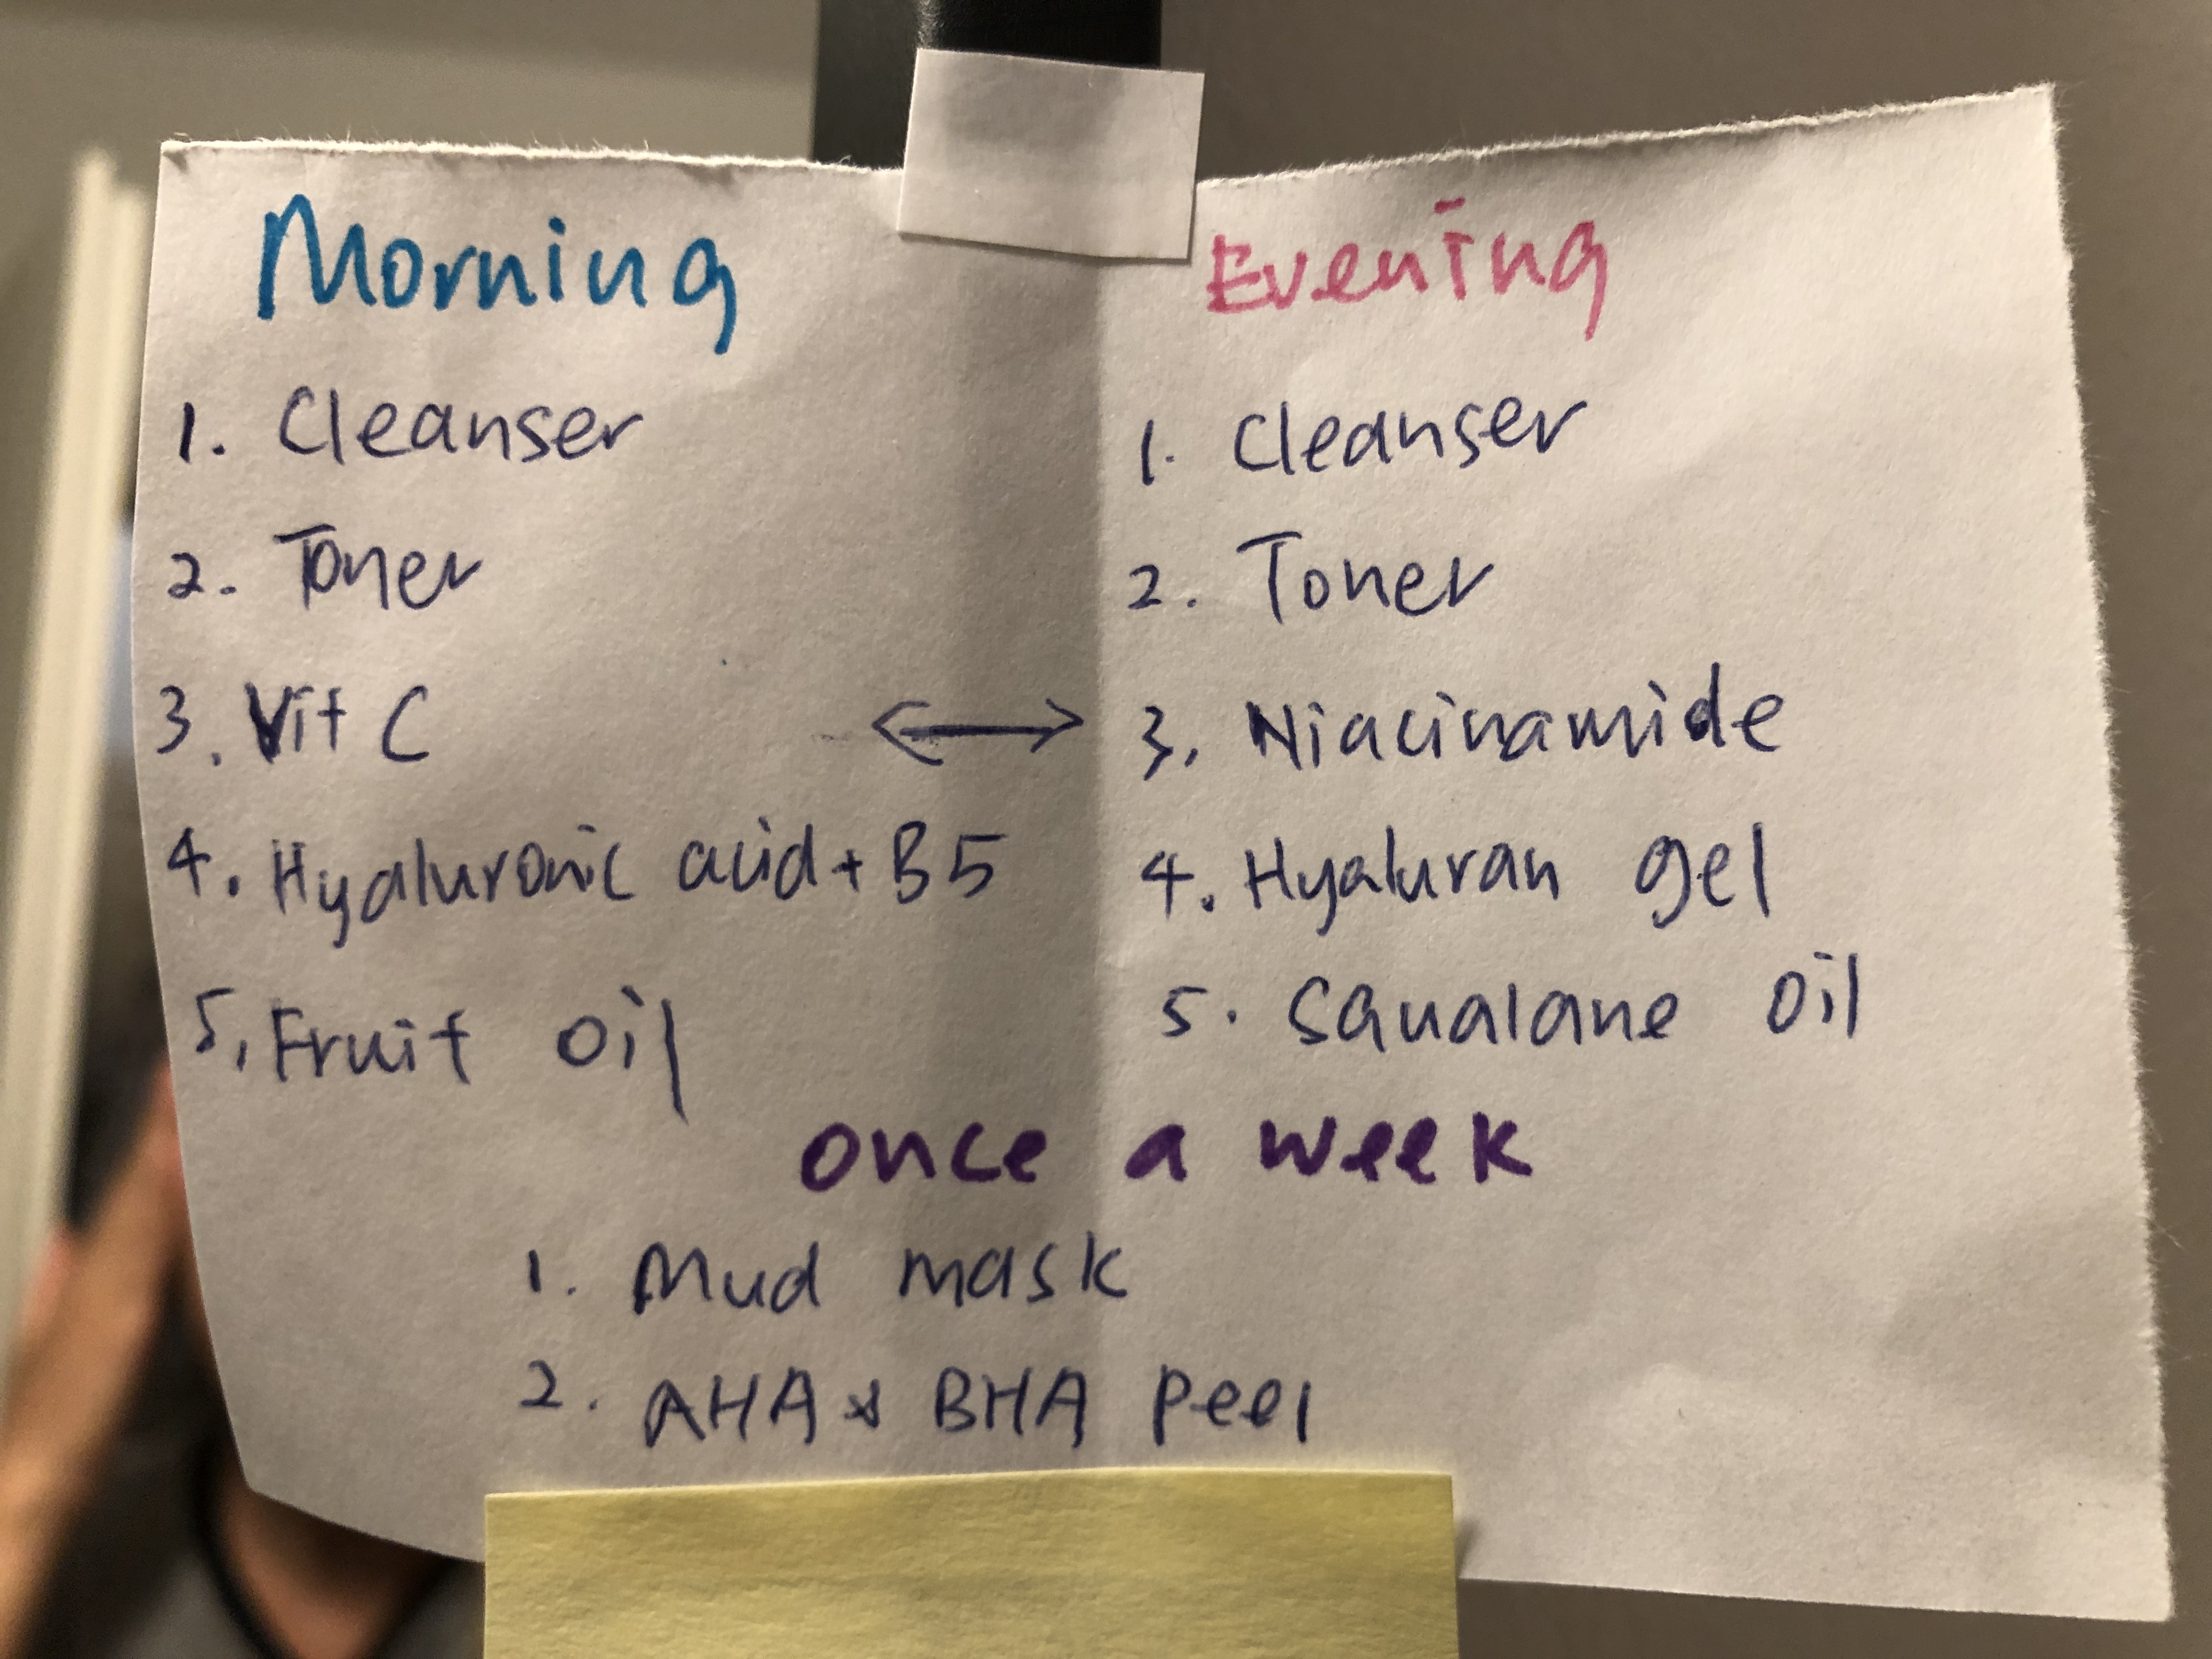 Morning
1. Cleanser
2. Toner
3. Vit C
4. Hyaluronic acid + B5
5. Fruit oil
Evening
1. Cleanser
2. Toner
3. Niacinamide
4. Hyaluran gel
5. Squalane oil
once a week
1. Mud mask
2. AHA & BHA peel